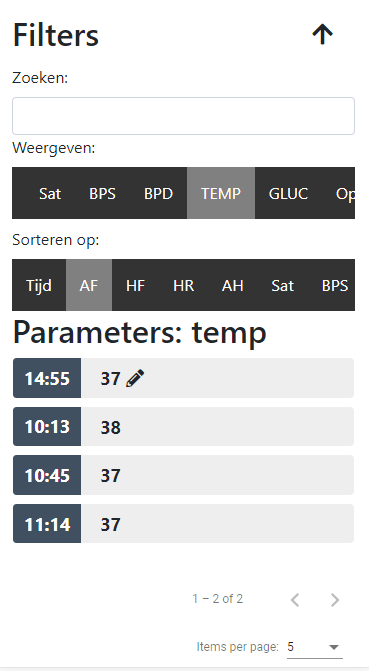 Filters
Zoeken:
Weergeven:
Sat BPS BPD TEMP GLUC Op
Sorteren op:
Tijd AF HF HR AH Sat BPS
Parameters: temp
14:55 37
10:13 38
10:45 37
11:14 37
1 – 2 of 2
Items per page: 5